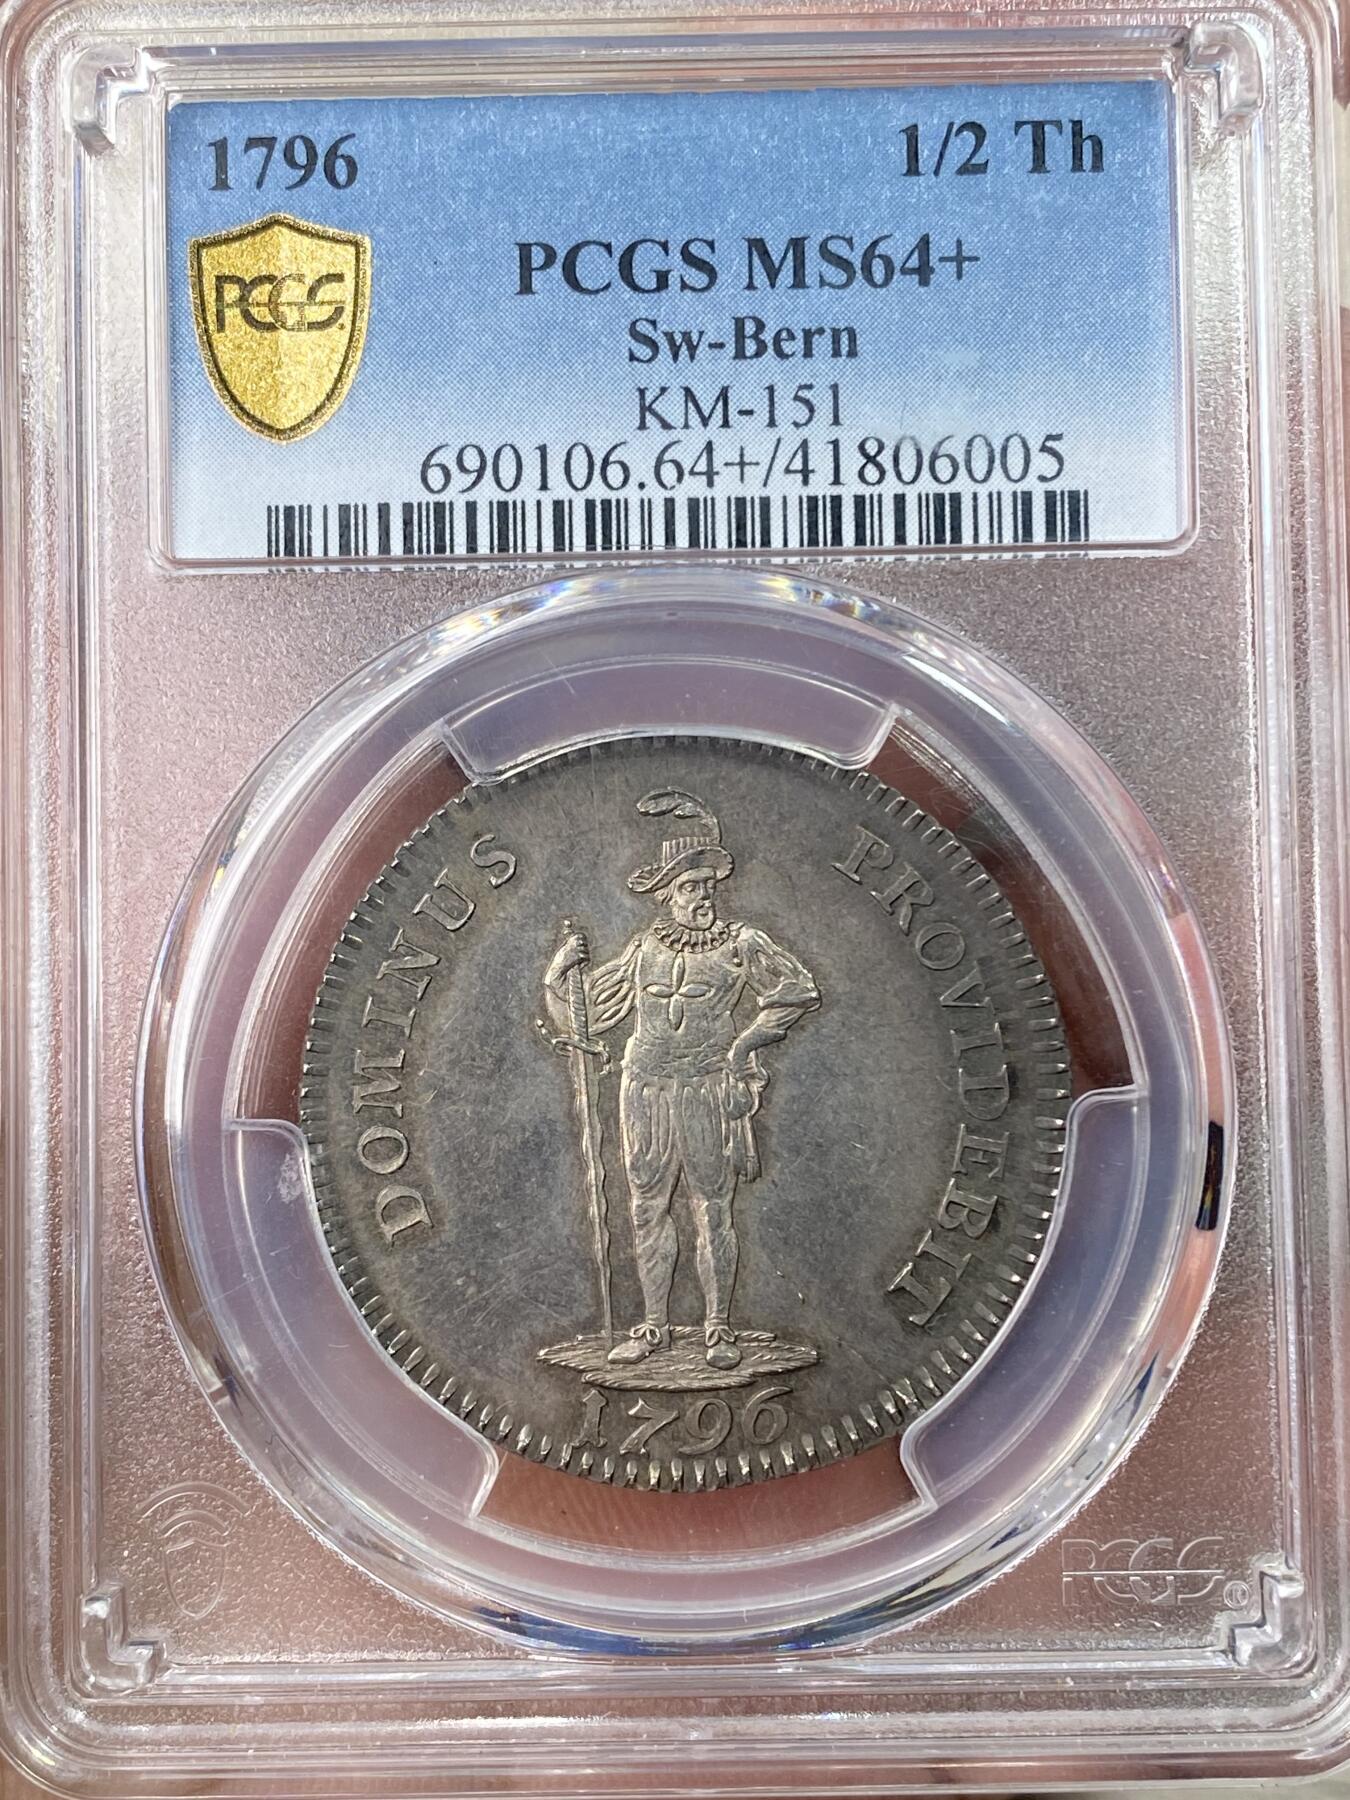 1796 1/2 Th
PCGS
PCGS MS64+
Sw-Bern
KM-151
690106.64+/41806005
DOMINUS PROVIDEBIT
1796
PCGS